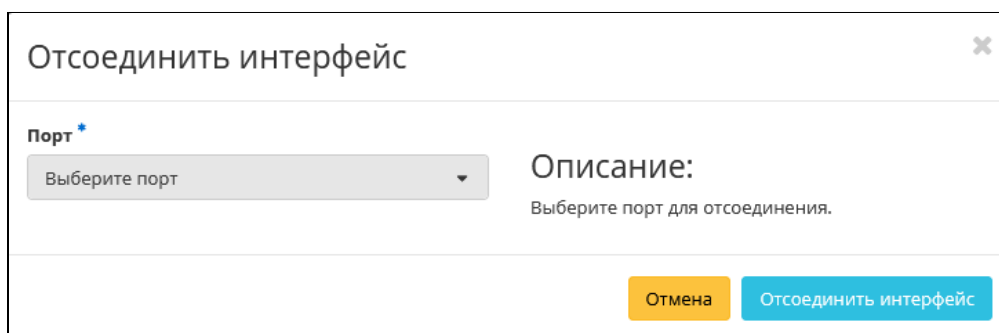 Отсоединить интерфейс
Порт *
Выберите порт
Описание:
Выберите порт для отсоединения.
Отмена
Отсоединить интерфейс